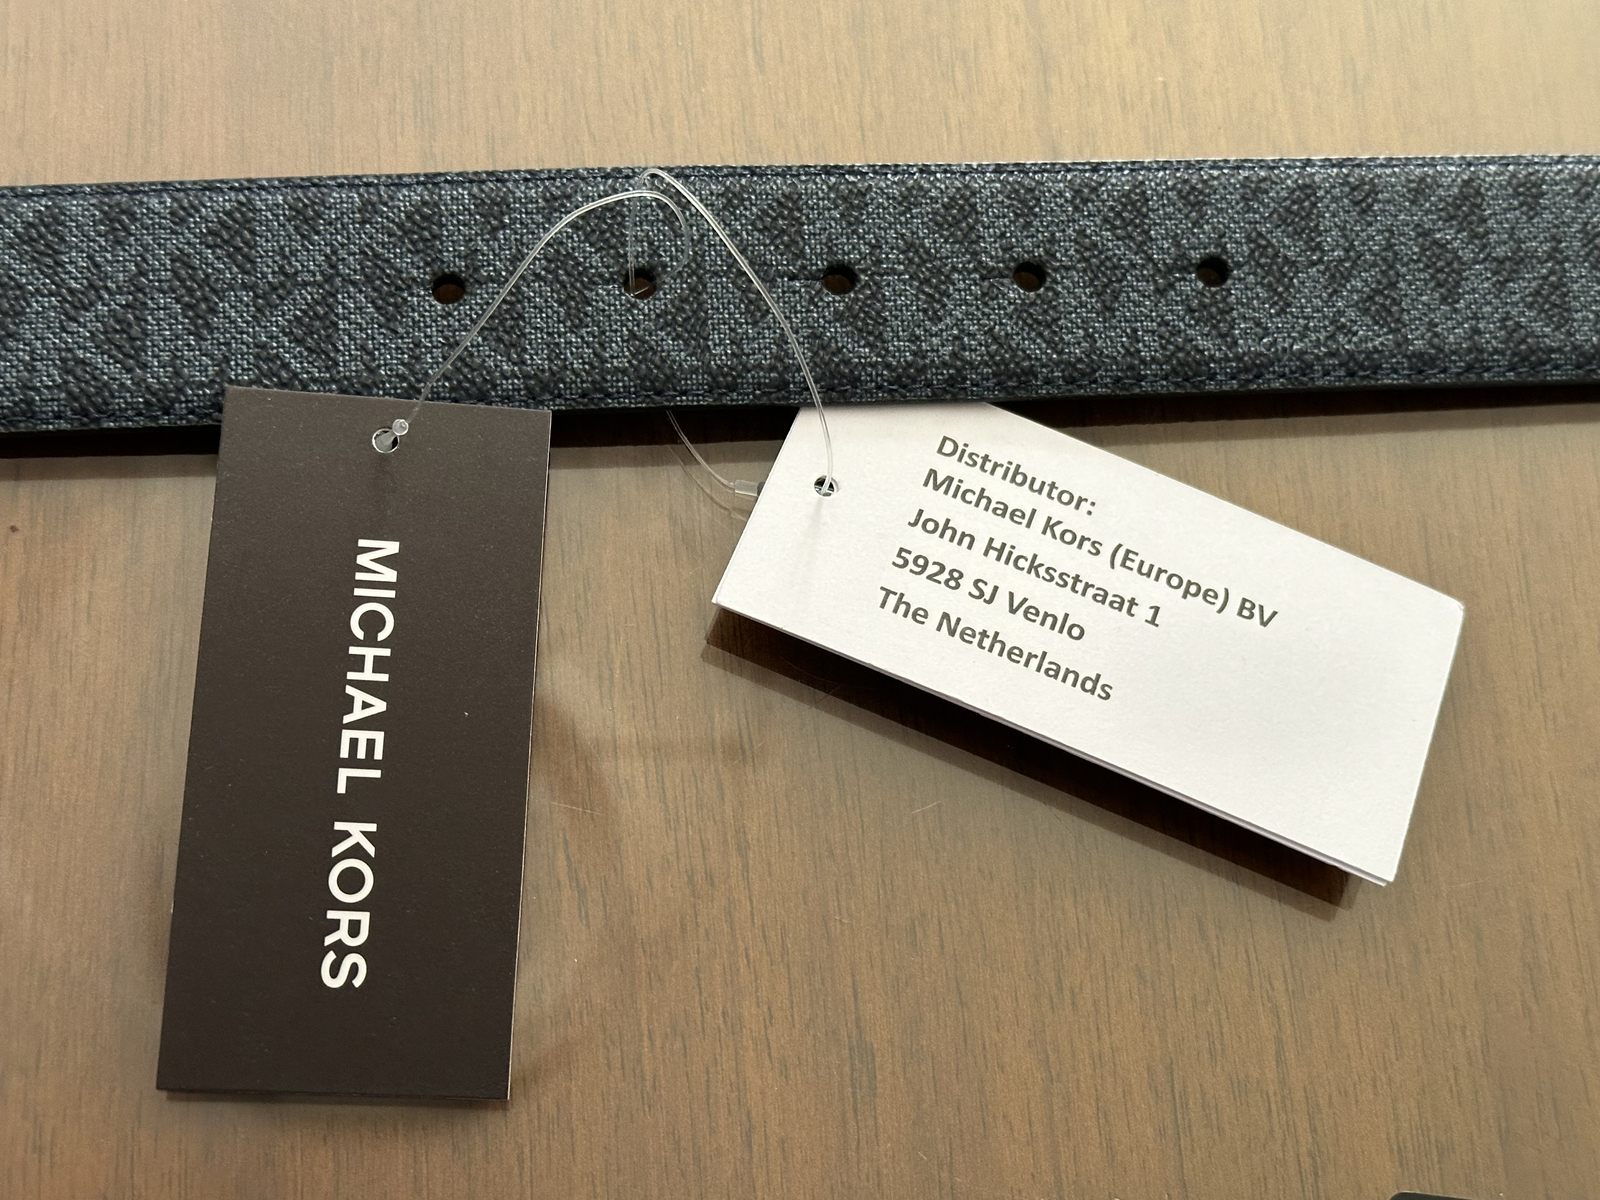 MICHAEL KORS
Distributor:
Michael Kors (Europe) BV
John Hicksstraat 1
5928 SJ Venlo
The Netherlands